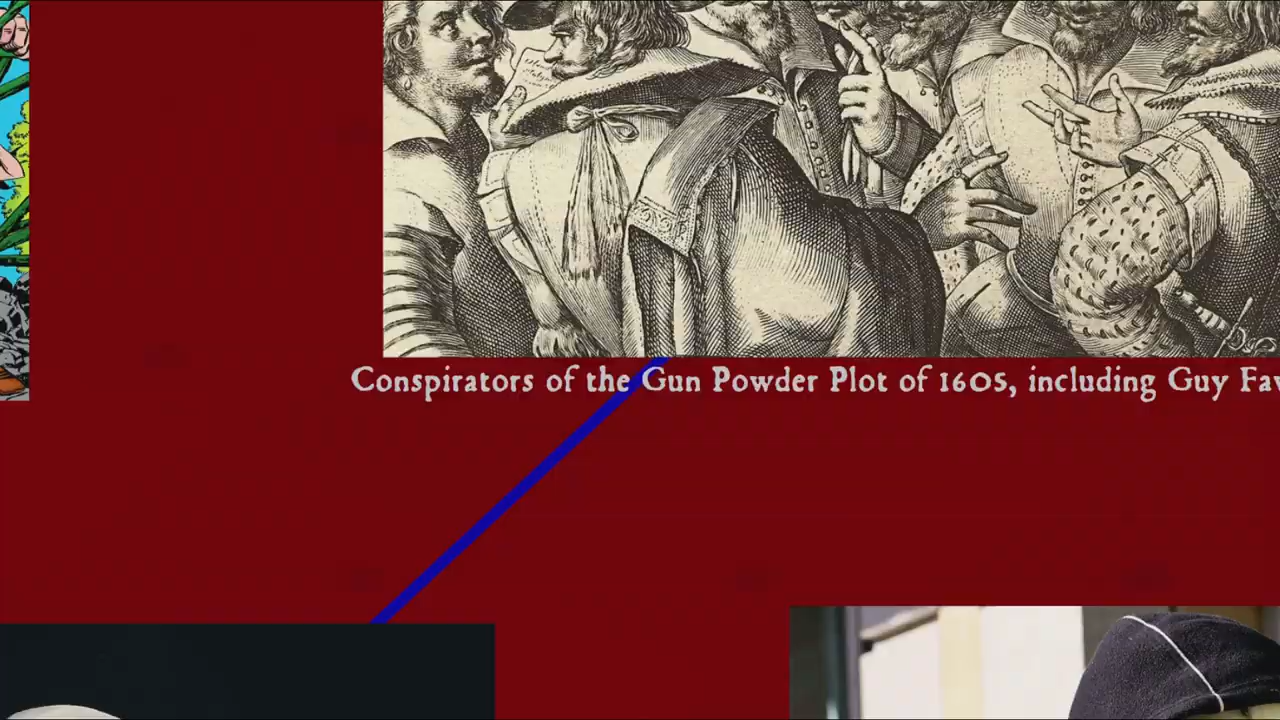 Conspirators of the Gun Powder Plot of 1605, including Guy